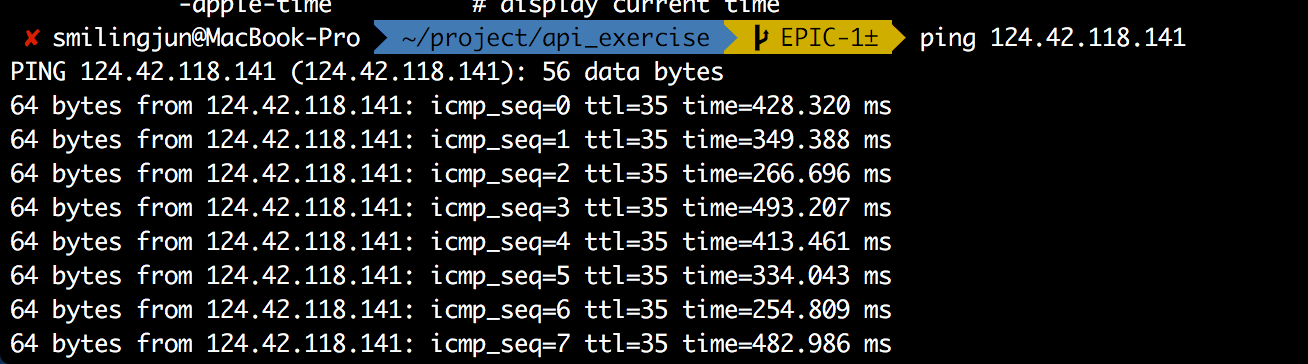 -apple-time # display current time
✘ smilingjun@MacBook-Pro ~/project/api_exercise EPIC-1± ping 124.42.118.141
PING 124.42.118.141 (124.42.118.141): 56 data bytes
64 bytes from 124.42.118.141: icmp_seq=0 ttl=35 time=428.320 ms
64 bytes from 124.42.118.141: icmp_seq=1 ttl=35 time=349.388 ms
64 bytes from 124.42.118.141: icmp_seq=2 ttl=35 time=266.696 ms
64 bytes from 124.42.118.141: icmp_seq=3 ttl=35 time=493.207 ms
64 bytes from 124.42.118.141: icmp_seq=4 ttl=35 time=413.461 ms
64 bytes from 124.42.118.141: icmp_seq=5 ttl=35 time=334.043 ms
64 bytes from 124.42.118.141: icmp_seq=6 ttl=35 time=254.809 ms
64 bytes from 124.42.118.141: icmp_seq=7 ttl=35 time=482.986 ms